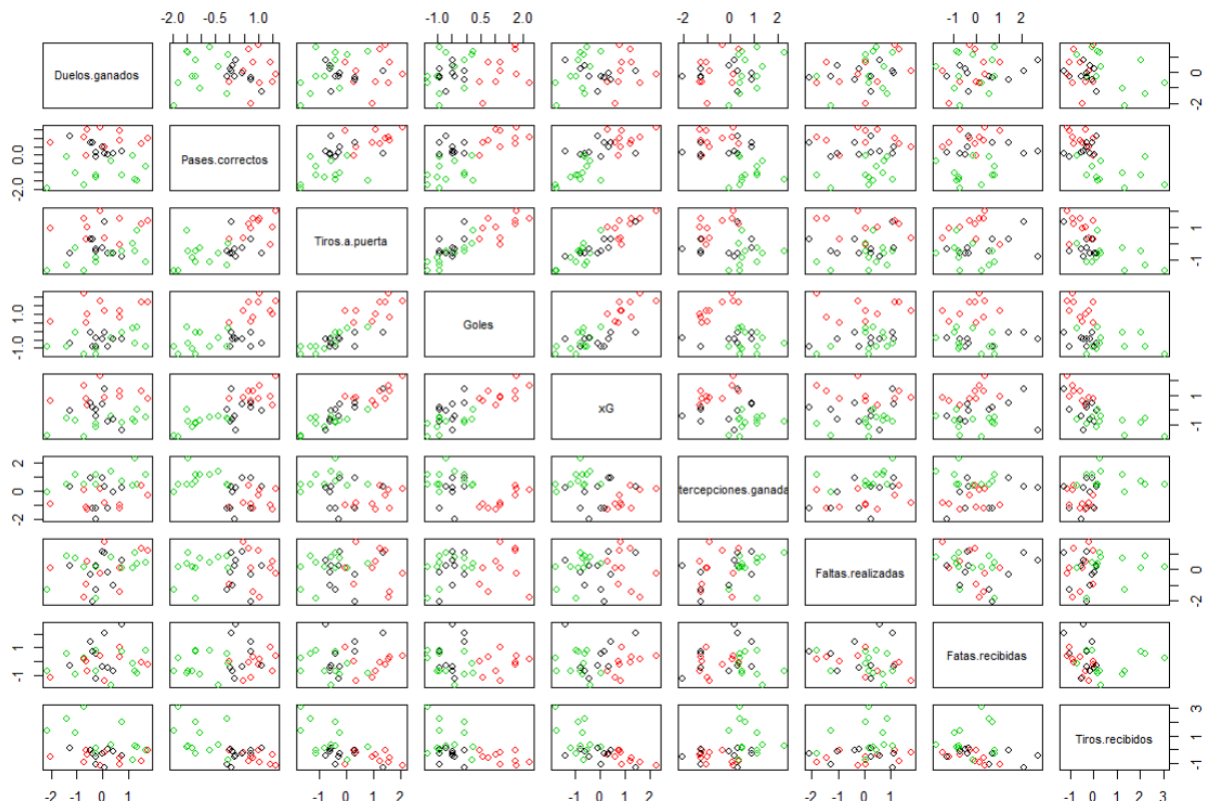 -2.0 -0.5 1.0 -1.0 0.5 2.0 -2 -1 0 1 2 -1 0 1 2
Duelos.ganados
0
-2
0.0
-2.0
Pases.correctos
Tiros.a.puerta
1
-1
1.0
-1.0
Goles
xG
1
-1
2
0
-2
tercepciones.ganada
Faltas.realizadas
0
-2
1
-1
Fatas.recibidas
Tiros.recibidos
3
1
-1
-1 0 1 -1 0 1 2 -1 0 1 2 -2 -1 0 1 -1 0 1 2 3